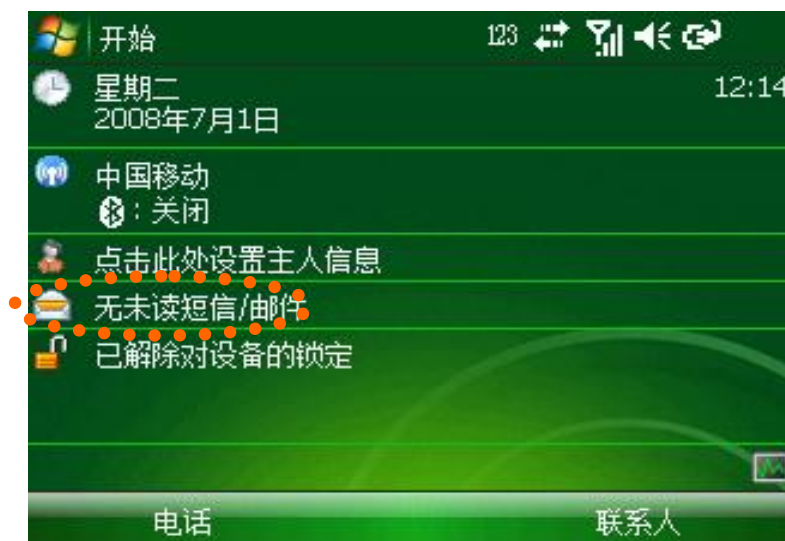 开始
123
星期二
12:14
2008年7月1日
中国移动
：关闭
点击此处设置主人信息
无未读短信/邮件
已解除对设备的锁定
电话
联系人